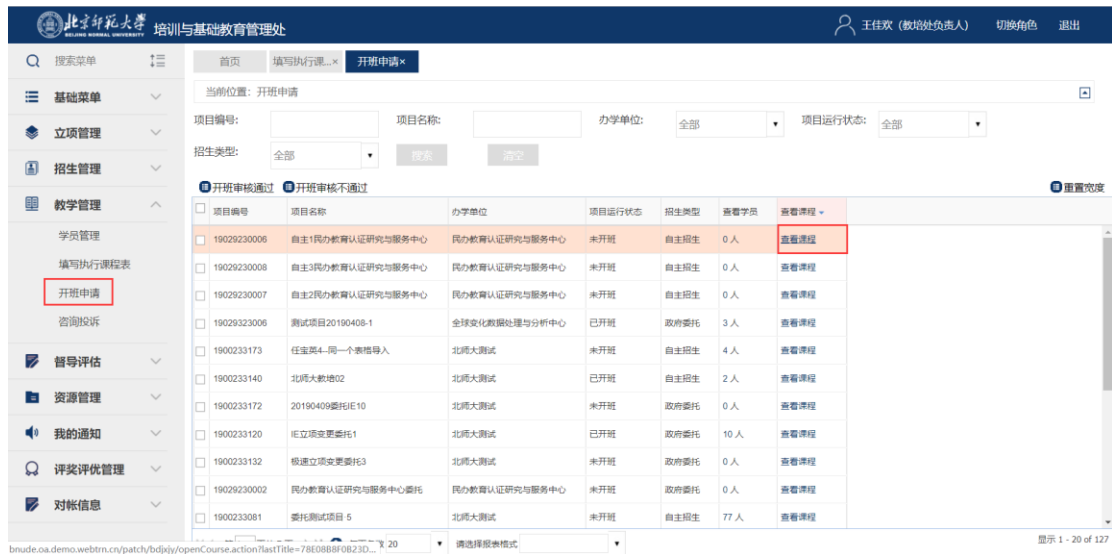 北京师范大学 培训与基础教育管理处 王佳欢（教培处负责人） 切换角色 退出
BEIJING NORMAL UNIVERSITY
搜索菜单
首页 填写执行课...× 开班申请×
当前位置：开班申请
基础菜单
立项管理
招生管理
教学管理
学员管理
填写执行课程表
开班申请
咨询投诉
督导评估
资源管理
我的通知
评奖评优管理
对帐信息
项目编号: 项目名称: 办学单位: 全部 项目运行状态: 全部
招生类型: 全部 搜索 清空
开班审核通过 开班审核不通过 重置宽度
项目编号 项目名称 办学单位 项目运行状态 招生类型 查看学员 查看课程
19029230006 自主1民办教育认证研究与服务中心 民办教育认证研究与服务中心 未开班 自主招生 0人 查看课程
19029230008 自主3民办教育认证研究与服务中心 民办教育认证研究与服务中心 未开班 自主招生 0人 查看课程
19029230007 自主2民办教育认证研究与服务中心 民办教育认证研究与服务中心 未开班 自主招生 0人 查看课程
19029323006 测试项目20190408-1 全球变化数据处理与分析中心 已开班 政府委托 3人 查看课程
1900233173 任宝英4--同一个表格导入 北师大测试 未开班 自主招生 4人 查看课程
1900233140 北师大教培02 北师大测试 已开班 自主招生 2人 查看课程
1900233172 20190409委托IE10 北师大测试 未开班 政府委托 0人 查看课程
1900233120 IE立项变更委托1 北师大测试 已开班 政府委托 10人 查看课程
1900233132 极速立项变更委托3 北师大测试 未开班 政府委托 0人 查看课程
19029230002 民办教育认证研究与服务中心委托 民办教育认证研究与服务中心 未开班 政府委托 0人 查看课程
1900233081 委托测试项目-5 北师大测试 未开班 自主招生 77人 查看课程
20 请选择报表格式 显示 1 - 20 of 127
bnude.oa.demo.webtrn.cn/patch/bdjxjy/openCourse.action?lastTitle=78E08B8F0B23D...